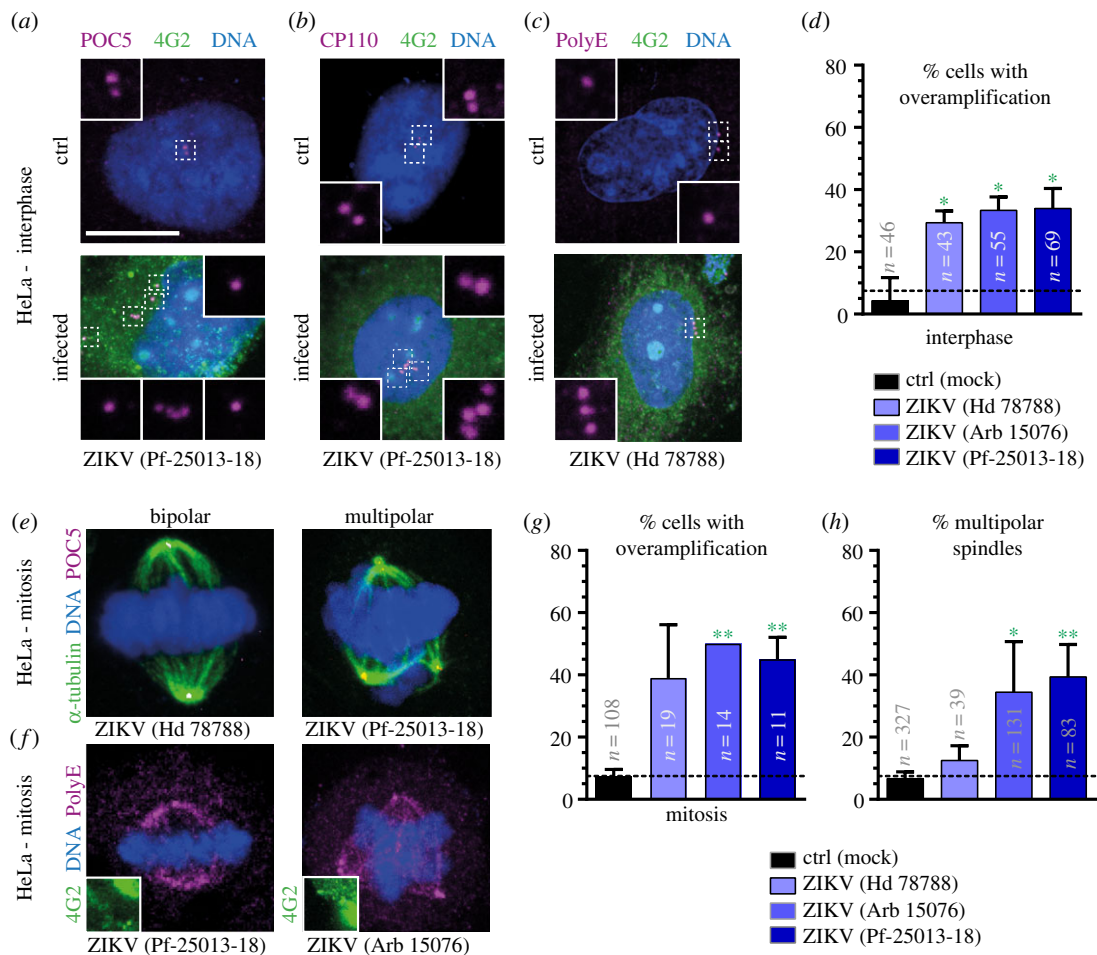 (a)
POC5 4G2 DNA
(b)
CP110 4G2 DNA
(c)
PolyE 4G2 DNA
HeLa - interphase
ctrl
infected
ZIKV (Pf-25013-18)
ctrl
infected
ZIKV (Pf-25013-18)
ctrl
infected
ZIKV (Hd 78788)
(d)
% cells with
overamplification
80
60
40
20
0
n = 46
*
n = 43
*
n = 55
*
n = 69
interphase
ctrl (mock)
ZIKV (Hd 78788)
ZIKV (Arb 15076)
ZIKV (Pf-25013-18)
(e)
bipolar
multipolar
HeLa - mitosis
α-tubulin DNA POC5
ZIKV (Hd 78788)
ZIKV (Pf-25013-18)
(f)
HeLa - mitosis
4G2 DNA PolyE
4G2
ZIKV (Pf-25013-18)
ZIKV (Arb 15076)
(g)
% cells with
overamplification
80
60
40
20
0
n = 108
n = 19
**
n = 14
**
n = 11
mitosis
(h)
% multipolar
spindles
80
60
40
20
0
n = 327
n = 39
*
n = 131
**
n = 83
ctrl (mock)
ZIKV (Hd 78788)
ZIKV (Arb 15076)
ZIKV (Pf-25013-18)